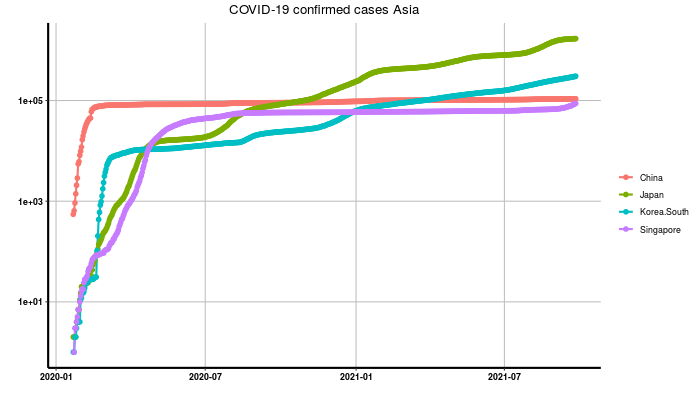 COVID-19 confirmed cases Asia
1e+05
1e+03
1e+01
2020-01 2020-07 2021-01 2021-07
China
Japan
Korea.South
Singapore